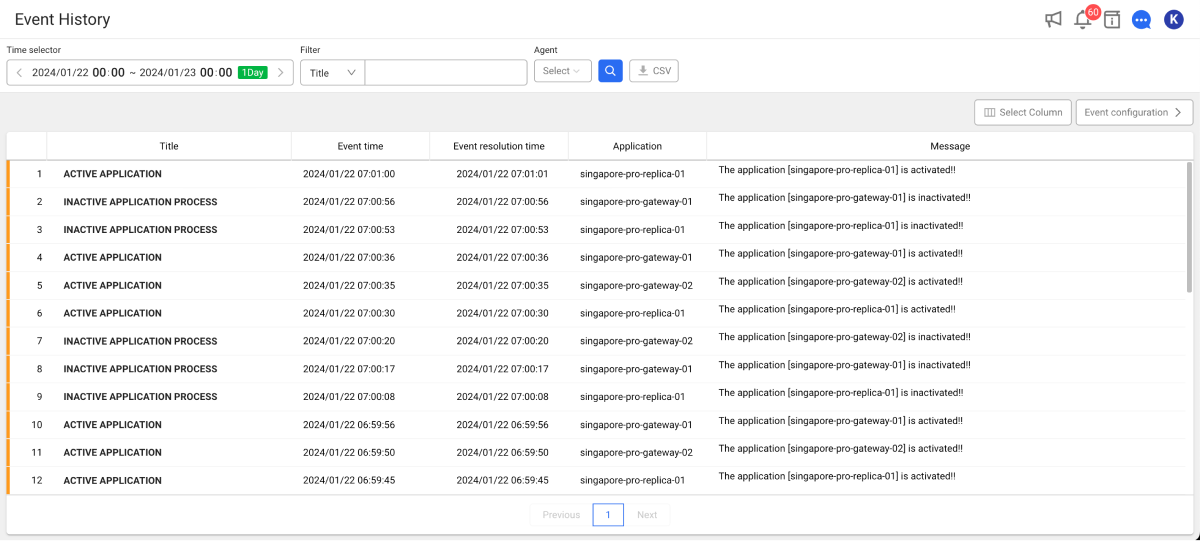 Event History
60
K
Time selector
Filter
Agent
2024/01/22 00:00 ~ 2024/01/23 00:00 1Day
Title
Select
CSV
Select Column
Event configuration
Title Event time Event resolution time Application Message
1 ACTIVE APPLICATION 2024/01/22 07:01:00 2024/01/22 07:01:01 singapore-pro-replica-01 The application [singapore-pro-replica-01] is activated!!
2 INACTIVE APPLICATION PROCESS 2024/01/22 07:00:56 2024/01/22 07:00:56 singapore-pro-gateway-01 The application [singapore-pro-gateway-01] is inactivated!!
3 INACTIVE APPLICATION PROCESS 2024/01/22 07:00:53 2024/01/22 07:00:53 singapore-pro-replica-01 The application [singapore-pro-replica-01] is inactivated!!
4 ACTIVE APPLICATION 2024/01/22 07:00:36 2024/01/22 07:00:36 singapore-pro-gateway-01 The application [singapore-pro-gateway-01] is activated!!
5 ACTIVE APPLICATION 2024/01/22 07:00:35 2024/01/22 07:00:35 singapore-pro-gateway-02 The application [singapore-pro-gateway-02] is activated!!
6 ACTIVE APPLICATION 2024/01/22 07:00:30 2024/01/22 07:00:30 singapore-pro-replica-01 The application [singapore-pro-replica-01] is activated!!
7 INACTIVE APPLICATION PROCESS 2024/01/22 07:00:20 2024/01/22 07:00:20 singapore-pro-gateway-02 The application [singapore-pro-gateway-02] is inactivated!!
8 INACTIVE APPLICATION PROCESS 2024/01/22 07:00:17 2024/01/22 07:00:17 singapore-pro-gateway-01 The application [singapore-pro-gateway-01] is inactivated!!
9 INACTIVE APPLICATION PROCESS 2024/01/22 07:00:08 2024/01/22 07:00:08 singapore-pro-replica-01 The application [singapore-pro-replica-01] is inactivated!!
10 ACTIVE APPLICATION 2024/01/22 06:59:56 2024/01/22 06:59:56 singapore-pro-gateway-01 The application [singapore-pro-gateway-01] is activated!!
11 ACTIVE APPLICATION 2024/01/22 06:59:50 2024/01/22 06:59:50 singapore-pro-gateway-02 The application [singapore-pro-gateway-02] is activated!!
12 ACTIVE APPLICATION 2024/01/22 06:59:45 2024/01/22 06:59:45 singapore-pro-replica-01 The application [singapore-pro-replica-01] is activated!!
Previous 1 Next